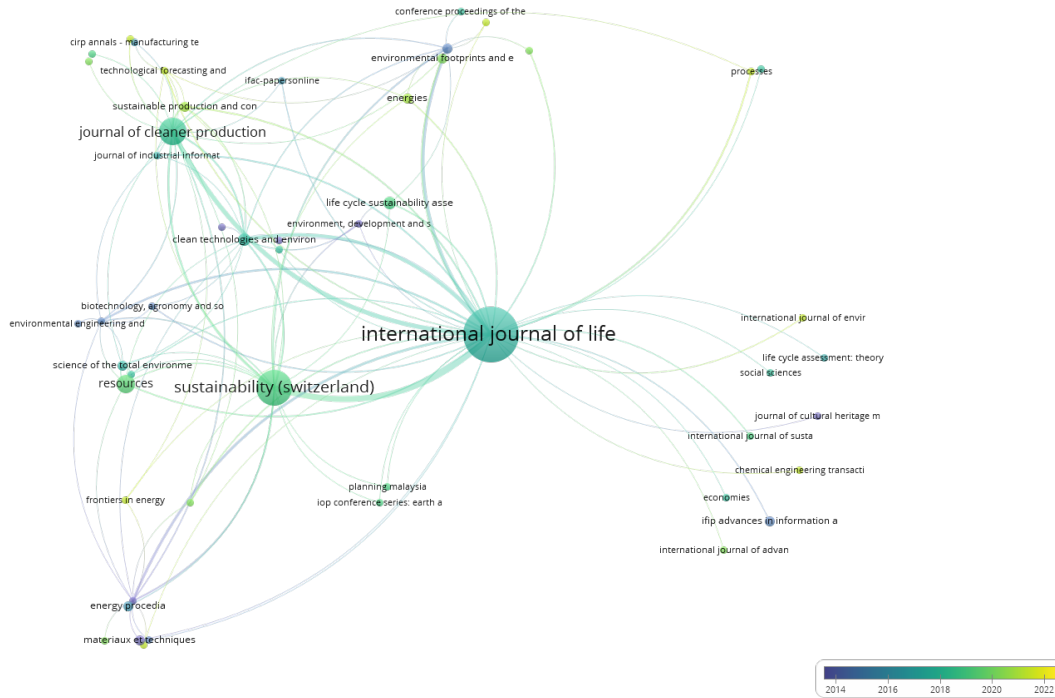 conference proceedings of the
cirp annals - manufacturing te
environmental footprints and e
technological forecasting and
processes
ifac-papersonline
energies
sustainable production and con
journal of cleaner production
journal of industrial informat
life cycle sustainability asse
environment, development and s
clean technologies and environ
biotechnology, agronomy and so
international journal of envir
environmental engineering and
international journal of life
life cycle assessment: theory
science of the total environme
social sciences
resources
sustainability (switzerland)
journal of cultural heritage m
international journal of susta
chemical engineering transacti
planning malaysia
frontiers in energy
iop conference series: earth a
economies
ifip advances in information a
international journal of advan
energy procedia
materiaux et techniques
2014 2016 2018 2020 2022